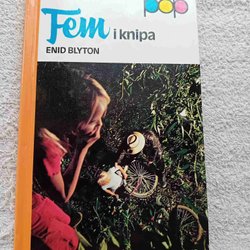 pop
Fem i knipa
ENID BLYTON